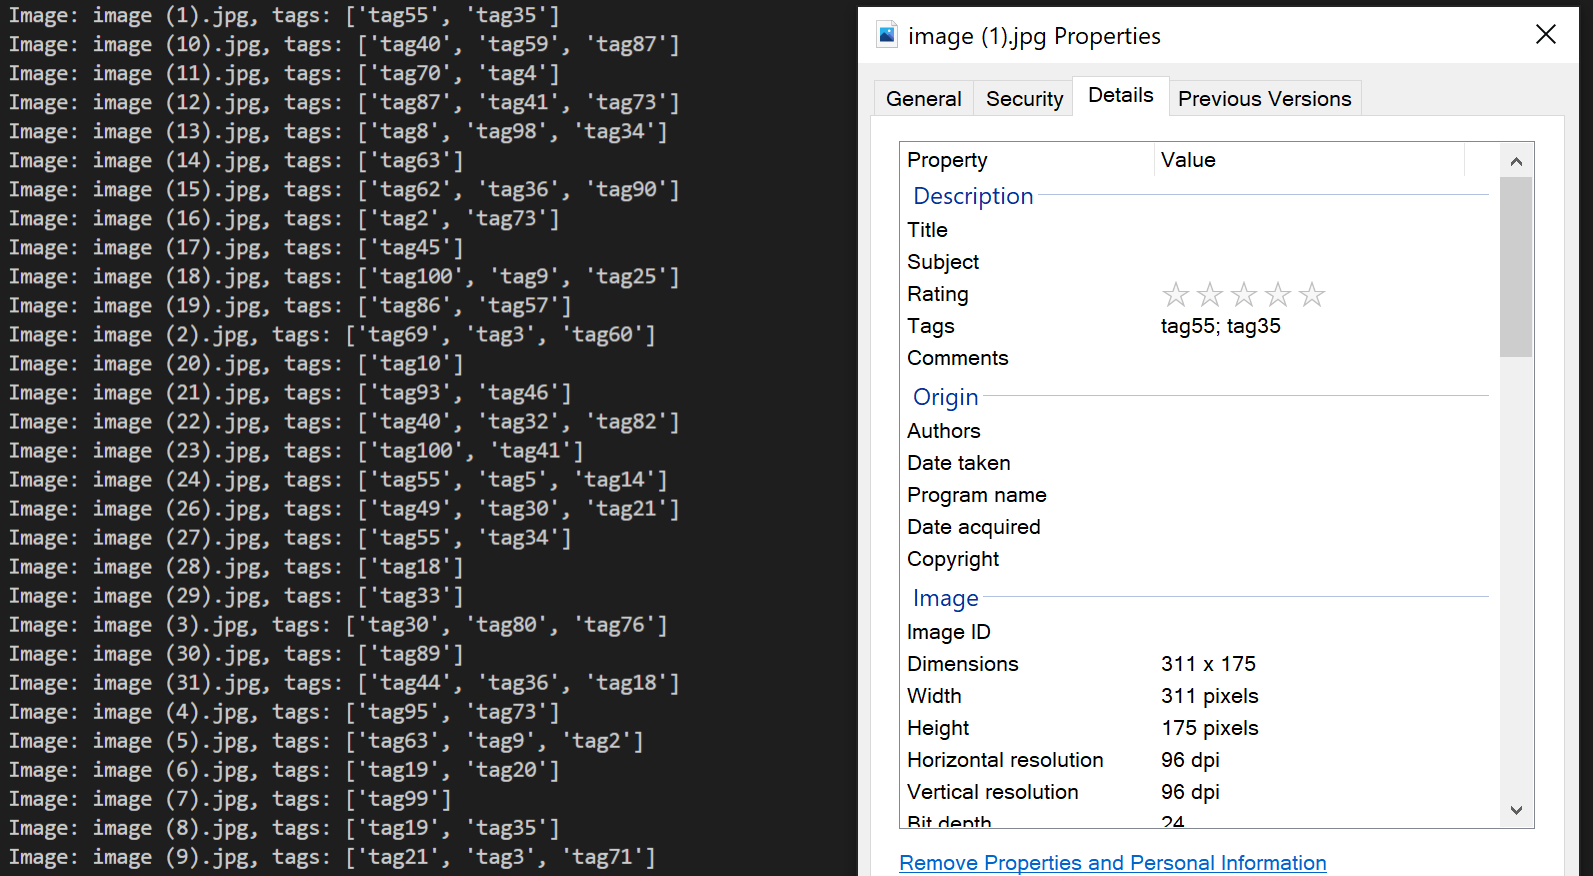 Image: image (1).jpg, tags: ['tag55', 'tag35']
Image: image (10).jpg, tags: ['tag40', 'tag59', 'tag87']
Image: image (11).jpg, tags: ['tag70', 'tag4']
Image: image (12).jpg, tags: ['tag87', 'tag41', 'tag73']
Image: image (13).jpg, tags: ['tag8', 'tag98', 'tag34']
Image: image (14).jpg, tags: ['tag63']
Image: image (15).jpg, tags: ['tag62', 'tag36', 'tag90']
Image: image (16).jpg, tags: ['tag2', 'tag73']
Image: image (17).jpg, tags: ['tag45']
Image: image (18).jpg, tags: ['tag100', 'tag9', 'tag25']
Image: image (19).jpg, tags: ['tag86', 'tag57']
Image: image (2).jpg, tags: ['tag69', 'tag3', 'tag60']
Image: image (20).jpg, tags: ['tag10']
Image: image (21).jpg, tags: ['tag93', 'tag46']
Image: image (22).jpg, tags: ['tag40', 'tag32', 'tag82']
Image: image (23).jpg, tags: ['tag100', 'tag41']
Image: image (24).jpg, tags: ['tag55', 'tag5', 'tag14']
Image: image (26).jpg, tags: ['tag49', 'tag30', 'tag21']
Image: image (27).jpg, tags: ['tag55', 'tag34']
Image: image (28).jpg, tags: ['tag18']
Image: image (29).jpg, tags: ['tag33']
Image: image (3).jpg, tags: ['tag30', 'tag80', 'tag76']
Image: image (30).jpg, tags: ['tag89']
Image: image (31).jpg, tags: ['tag44', 'tag36', 'tag18']
Image: image (4).jpg, tags: ['tag95', 'tag73']
Image: image (5).jpg, tags: ['tag63', 'tag9', 'tag2']
Image: image (6).jpg, tags: ['tag19', 'tag20']
Image: image (7).jpg, tags: ['tag99']
Image: image (8).jpg, tags: ['tag19', 'tag35']
Image: image (9).jpg, tags: ['tag21', 'tag3', 'tag71']
image (1).jpg Properties
General Security Details Previous Versions
Property Value
Description
Title
Subject
Rating
Tags tag55; tag35
Comments
Origin
Authors
Date taken
Program name
Date acquired
Copyright
Image
Image ID
Dimensions 311 x 175
Width 311 pixels
Height 175 pixels
Horizontal resolution 96 dpi
Vertical resolution 96 dpi
Bit depth 24
Remove Properties and Personal Information